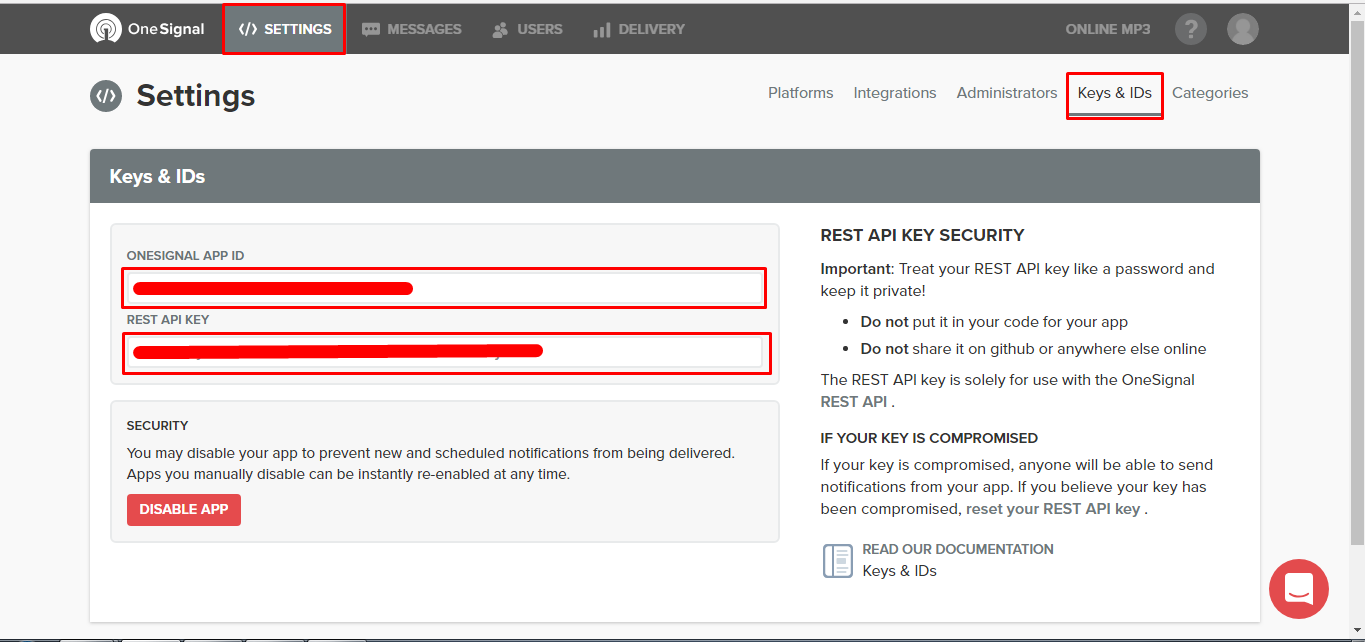 OneSignal
SETTINGS
MESSAGES
USERS
DELIVERY
ONLINE MP3
?
Settings
Platforms
Integrations
Administrators
Keys & IDs
Categories
Keys & IDs
ONESIGNAL APP ID
REST API KEY
SECURITY
You may disable your app to prevent new and scheduled notifications from being delivered.
Apps you manually disable can be instantly re-enabled at any time.
DISABLE APP
REST API KEY SECURITY
Important: Treat your REST API key like a password and
keep it private!
• Do not put it in your code for your app
• Do not share it on github or anywhere else online
The REST API key is solely for use with the OneSignal
REST API .
IF YOUR KEY IS COMPROMISED
If your key is compromised, anyone will be able to send
notifications from your app. If you believe your key has
been compromised, reset your REST API key .
READ OUR DOCUMENTATION
Keys & IDs